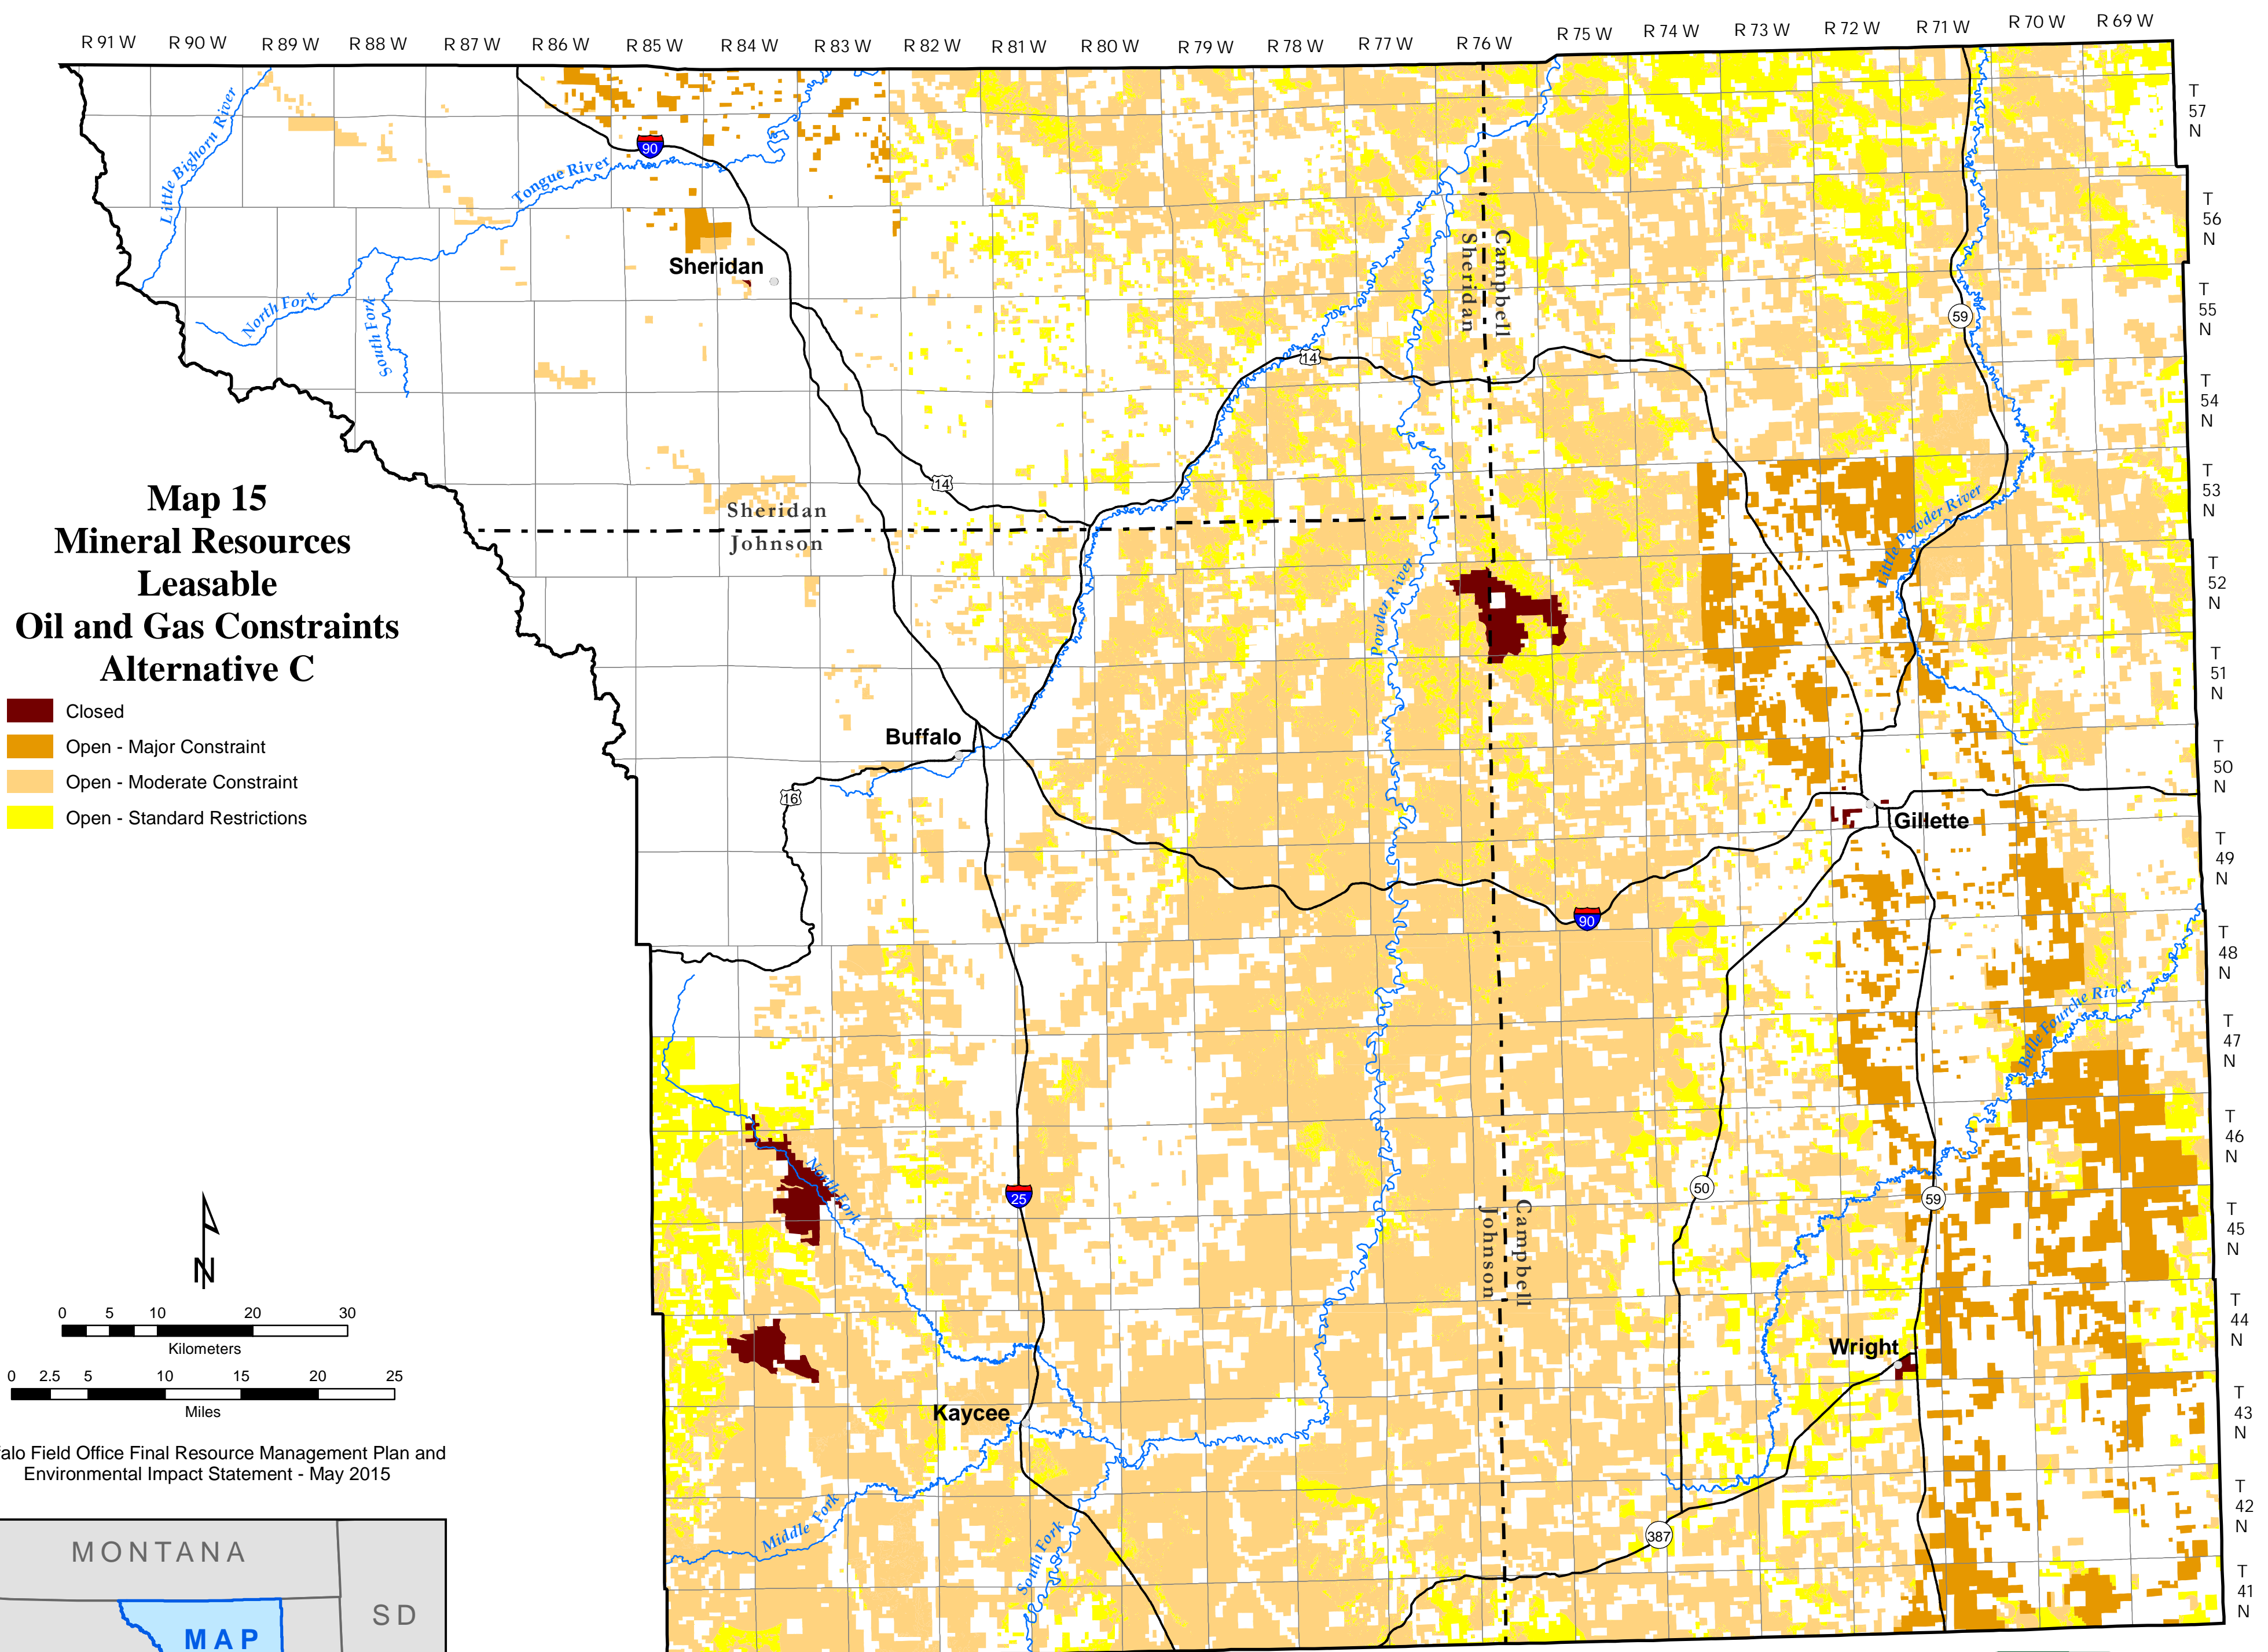 R 91 W R 90 W R 89 W R 88 W R 87 W R 86 W R 85 W R 84 W R 83 W R 82 W R 81 W R 80 W R 79 W R 78 W R 77 W R 76 W R 75 W R 74 W R 73 W R 72 W R 71 W R 70 W R 69 W
T
57
N
Little Bighorn River
90
Tongue River
T
56
N
Sheridan
Campbell
Sheridan
North Fork
South Fork
T
55
N
59
14
T
54
N
14
T
53
N
Map 15
Mineral Resources
Leasable
Oil and Gas Constraints
Alternative C
Sheridan
Johnson
Little Powder River
Powder River
T
52
N
T
51
N
Closed
Open - Major Constraint
Open - Moderate Constraint
Open - Standard Restrictions
Buffalo
16
T
50
N
Gillette
T
49
N
90
T
48
N
Belle Fourche River
T
47
N
T
46
N
North Fork
25
50
59
T
45
N
Johnson
Campbell
N
T
44
N
0 5 10 20 30
Kilometers
0 2.5 5 10 15 20 25
Miles
Wright
Kaycee
T
43
N
alo Field Office Final Resource Management Plan and
Environmental Impact Statement - May 2015
Middle Fork
South Fork
387
T
42
N
MONTANA
SD
MAP
T
41
N